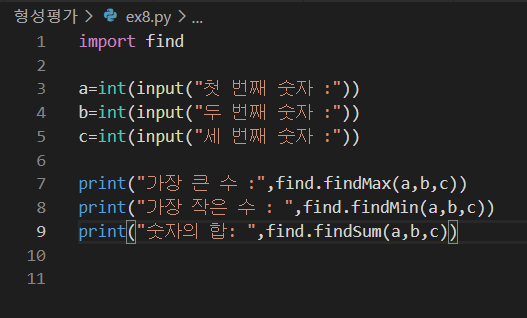 형성평가 > ex8.py > ...
1 import find
2
3 a=int(input("첫 번째 숫자 :"))
4 b=int(input("두 번째 숫자 :"))
5 c=int(input("세 번째 숫자 :"))
6
7 print("가장 큰 수 :",find.findMax(a,b,c))
8 print("가장 작은 수 : ",find.findMin(a,b,c))
9 print("숫자의 합: ",find.findSum(a,b,c))
10
11